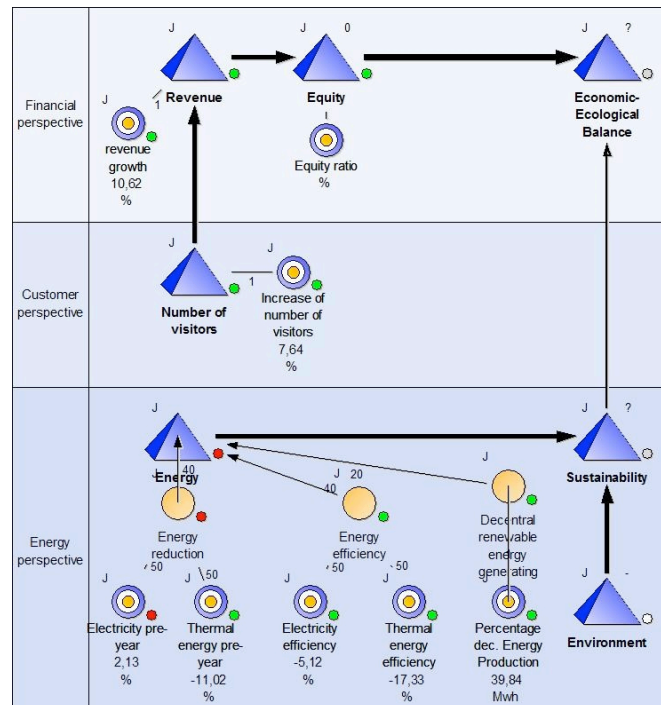 J
J
0
J
?
Financial
perspective
Revenue
Equity
Economic-
Ecological
Balance
J
1
revenue
growth
10,62
%
Equity ratio
%
Customer
perspective
J
J
1
Number of
visitors
Increase of
number of
visitors
7,64
%
Energy
perspective
J
J
?
Energy
Sustainability
J
40
J
20
40
J
Energy
reduction
Energy
efficiency
Decentral
renewable
energy
generating
J
50
J
50
J
50
J
-50
J
J
-
Electricity pre-
year
2,13
%
Thermal
energy pre-
year
-11,02
%
Electricity
efficiency
-5,12
%
Thermal
energy
efficiency
-17,33
%
Percentage
dec. Energy
Production
39,84
Mwh
Environment